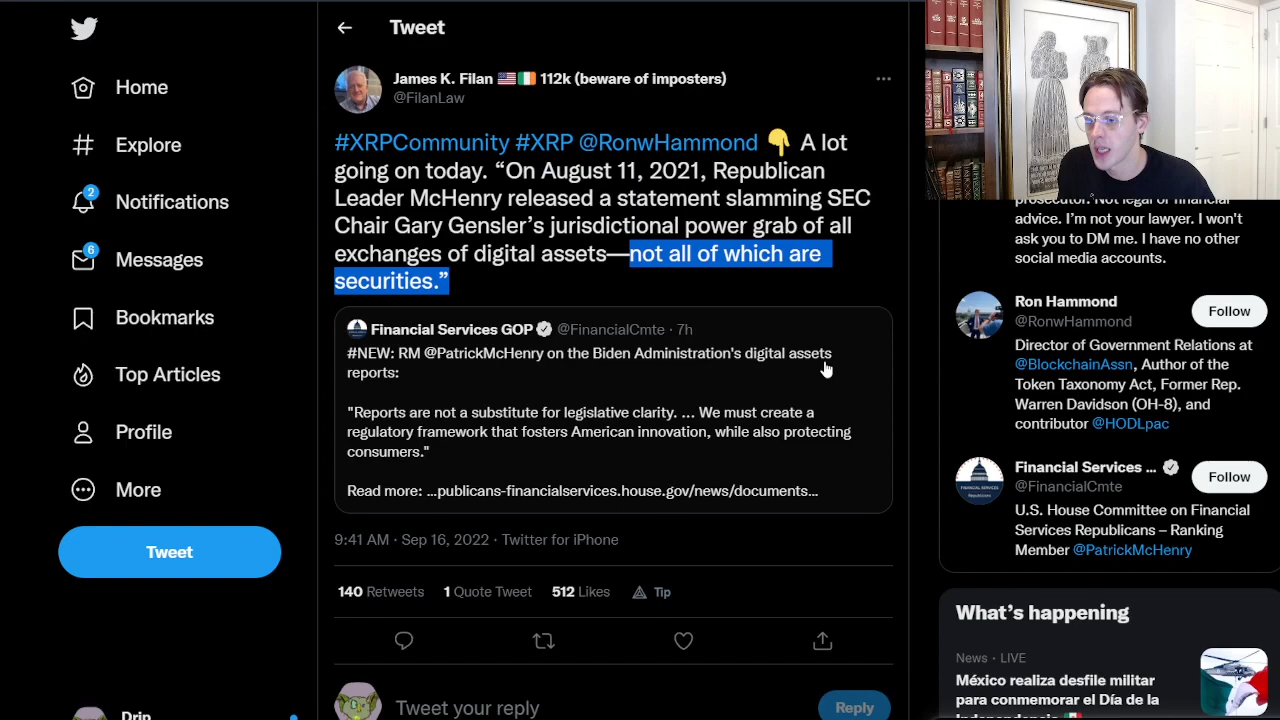 Tweet
Home
Explore
2
Notifications
6
Messages
Bookmarks
Top Articles
Profile
More
Tweet
Drip
James K. Filan 🇺🇸🇮🇪 112k (beware of imposters)
@FilanLaw
#XRPCommunity #XRP @RonwHammond 👇 A lot
going on today. “On August 11, 2021, Republican
Leader McHenry released a statement slamming SEC
Chair Gary Gensler’s jurisdictional power grab of all
exchanges of digital assets—not all of which are
securities.”
Financial Services GOP @FinancialCmte · 7h
#NEW: RM @PatrickMcHenry on the Biden Administration's digital assets
reports:
"Reports are not a substitute for legislative clarity. ... We must create a
regulatory framework that fosters American innovation, while also protecting
consumers."
Read more: ...publicans-financialservices.house.gov/news/documents...
9:41 AM · Sep 16, 2022 · Twitter for iPhone
140 Retweets 1 Quote Tweet 512 Likes Tip
Tweet your reply
Reply
prosecutor. Not legal or financial
advice. I’m not your lawyer. I won’t
ask you to DM me. I have no other
social media accounts.
Ron Hammond
@RonwHammond
Follow
Director of Government Relations at
@BlockchainAssn, Author of the
Token Taxonomy Act, Former Rep.
Warren Davidson (OH-8), and
contributor @HODLpac
Financial Services ...
@FinancialCmte
Follow
U.S. House Committee on
Financial Services Republicans – Ranking
Member @PatrickMcHenry
What’s happening
News · LIVE
México realiza desfile militar
para conmemorar el Día de la
Independencia 🇲🇽